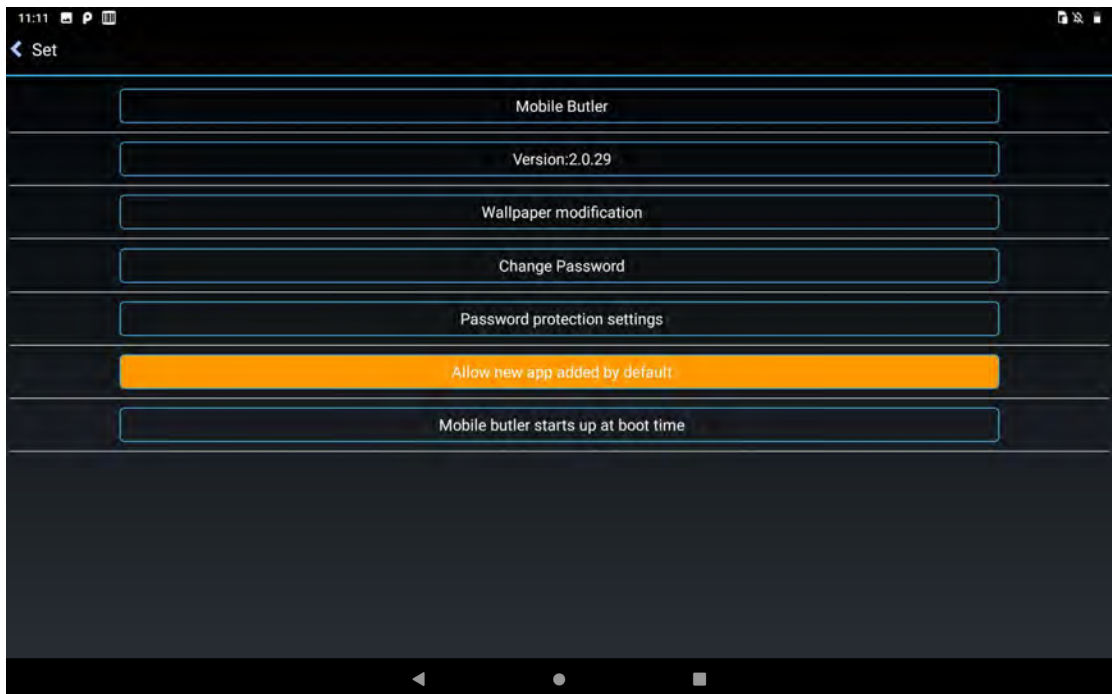 11:11
Set
Mobile Butler
Version:2.0.29
Wallpaper modification
Change Password
Password protection settings
Allow new app added by default
Mobile butler starts up at boot time